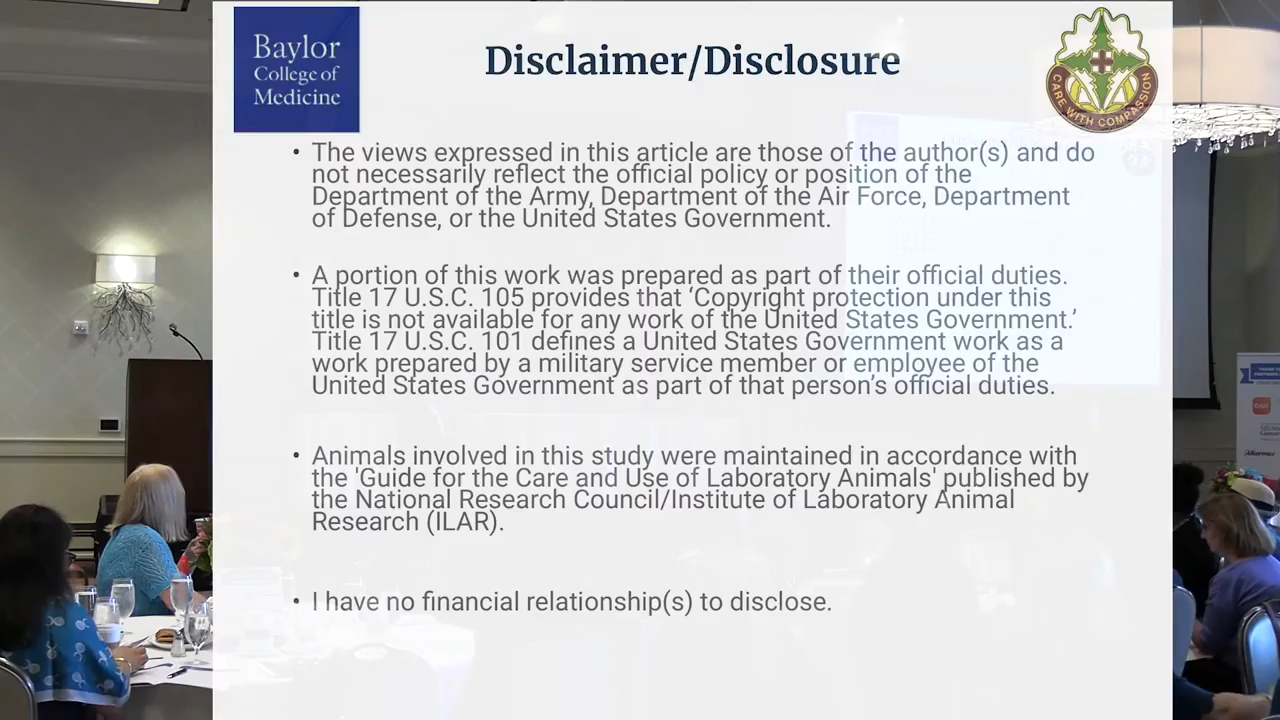 Baylor
College of
Medicine
Disclaimer/Disclosure
CARE WITH COMPASSION
• The views expressed in this article are those of the author(s) and do
not necessarily reflect the official policy or position of the
Department of the Army, Department of the Air Force, Department
of Defense, or the United States Government.
• A portion of this work was prepared as part of their official duties.
Title 17 U.S.C. 105 provides that ‘Copyright protection under this
title is not available for any work of the United States Government.’
Title 17 U.S.C. 101 defines a United States Government work as a
work prepared by a military service member or employee of the
United States Government as part of that person’s official duties.
• Animals involved in this study were maintained in accordance with
the 'Guide for the Care and Use of Laboratory Animals' published by
the National Research Council/Institute of Laboratory Animal
Research (ILAR).
• I have no financial relationship(s) to disclose.
Alkermes